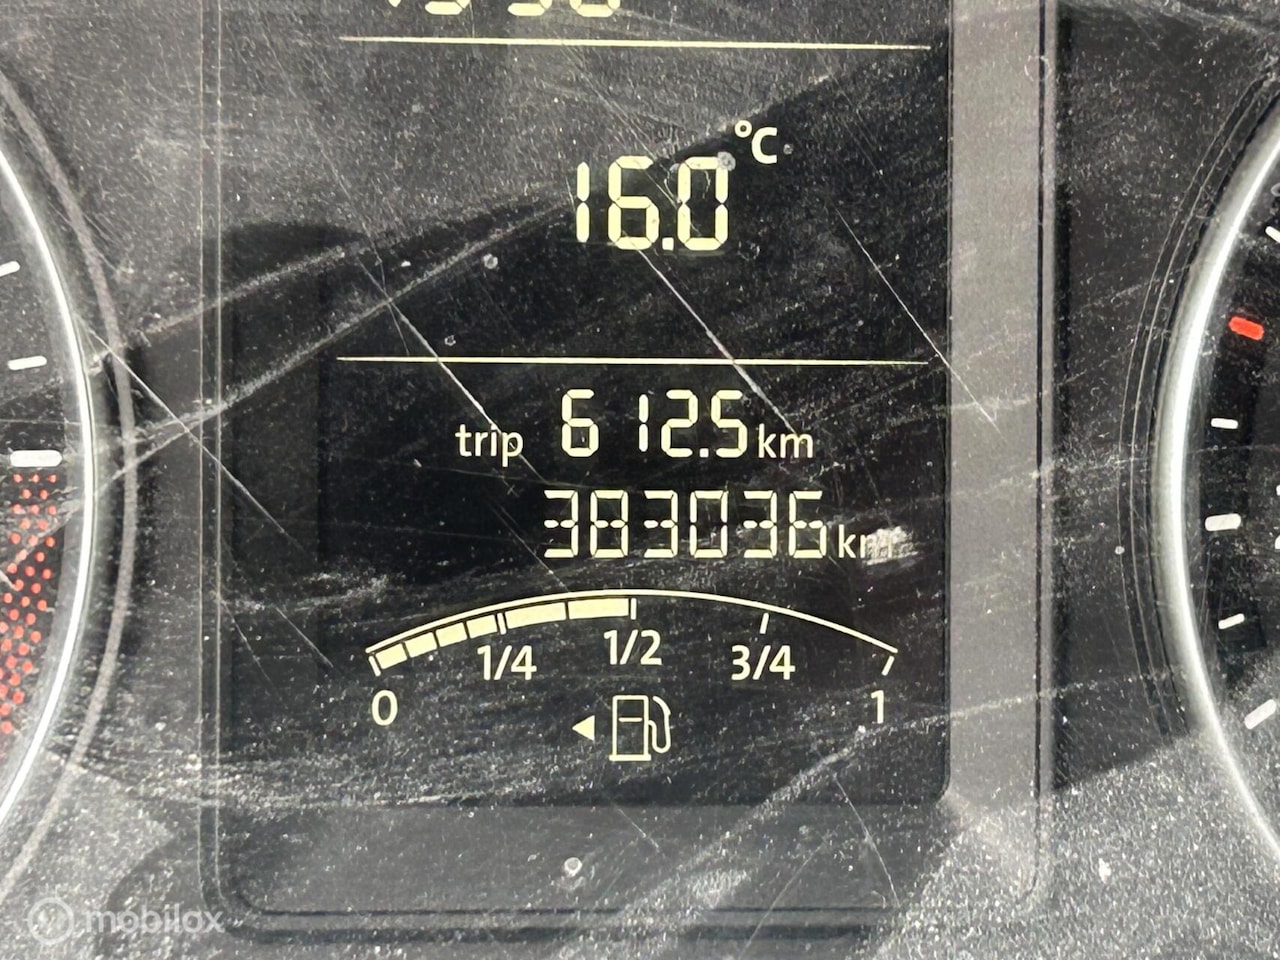 °C
16.0
trip 612.5 km
383036 km
0 1/4 1/2 3/4 1
mobilox